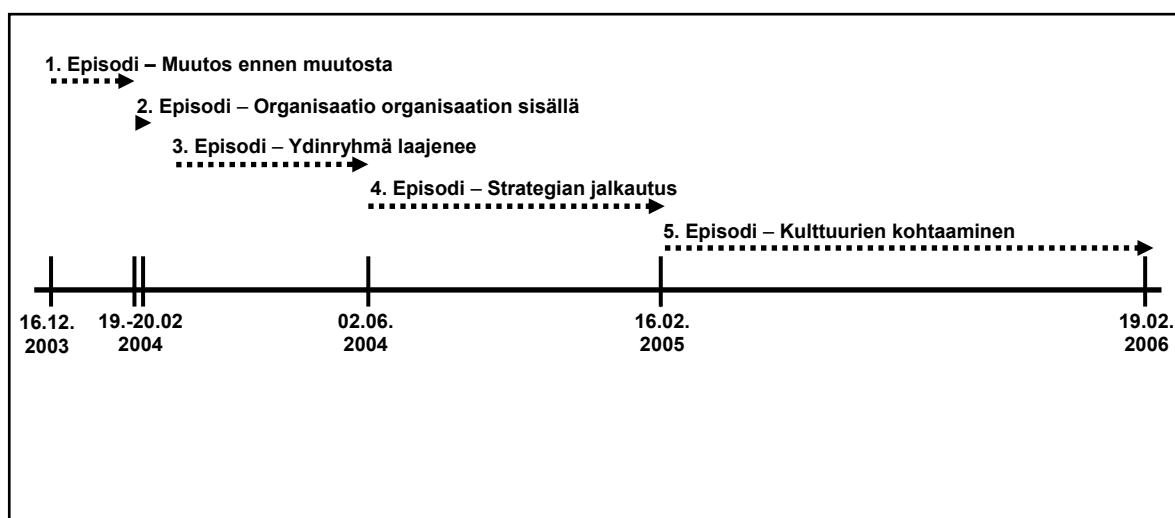 1. Episodi – Muutos ennen muutosta
2. Episodi – Organisaatio organisaation sisällä
3. Episodi – Ydinryhmä laajenee
4. Episodi – Strategian jalkautus
5. Episodi – Kulttuurien kohtaaminen
16.12. 19.-20.02 02.06. 16.02. 19.02.
2003 2004 2004 2005 2006